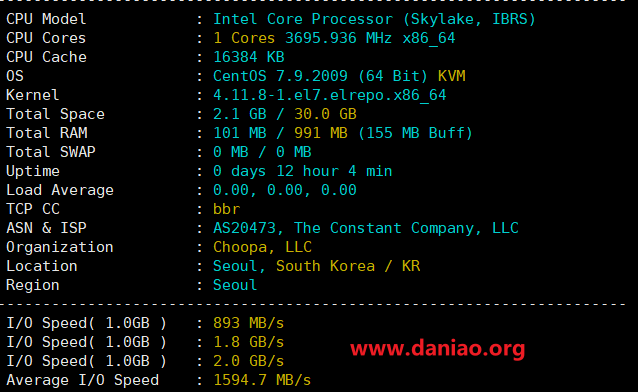 CPU Model : Intel Core Processor (Skylake, IBRS)
CPU Cores : 1 Cores 3695.936 MHz x86_64
CPU Cache : 16384 KB
OS : CentOS 7.9.2009 (64 Bit) KVM
Kernel : 4.11.8-1.el7.elrepo.x86_64
Total Space : 2.1 GB / 30.0 GB
Total RAM : 101 MB / 991 MB (155 MB Buff)
Total SWAP : 0 MB / 0 MB
Uptime : 0 days 12 hour 4 min
Load Average : 0.00, 0.00, 0.00
TCP CC : bbr
ASN & ISP : AS20473, The Constant Company, LLC
Organization : Choopa, LLC
Location : Seoul, South Korea / KR
Region : Seoul
I/O Speed( 1.0GB ) : 893 MB/s
I/O Speed( 1.0GB ) : 1.8 GB/s
I/O Speed( 1.0GB ) : 2.0 GB/s
Average I/O Speed : 1594.7 MB/s
www.daniao.org